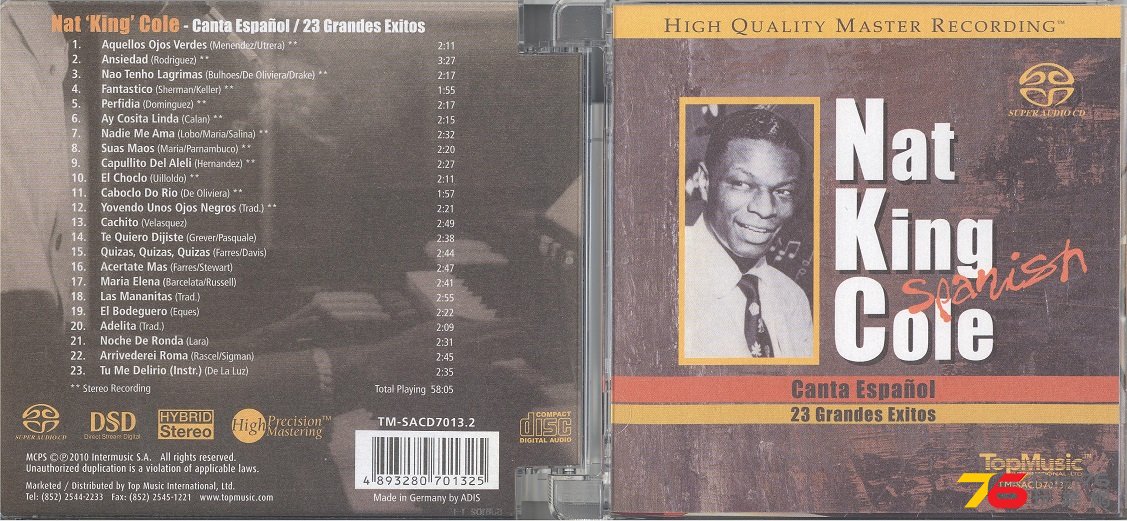 Nat 'King' Cole - Canta Español / 23 Grandes Exitos
1. Aquellos Ojos Verdes (Menendez/Utrera) ** 2:11
2. Ansiedad (Rodriguez) ** 3:27
3. Nao Tenho Lagrimas (Bulhoes/De Oliviera/Drake) ** 2:17
4. Fantastico (Sherman/Keller) ** 1:55
5. Perfidia (Dominguez) ** 2:17
6. Ay Cosita Linda (Calan) ** 2:15
7. Nadie Me Ama (Lobo/Maria/Salina) ** 2:32
8. Suas Maos (Maria/Parnambuco) ** 2:20
9. Capullito Del Aleli (Hernandez) ** 2:27
10. El Choclo (Uilloldo) ** 2:11
11. Caboclo Do Rio (De Oliviera) ** 1:57
12. Yovendo Unos Ojos Negros (Trad.) ** 2:21
13. Cachito (Velasquez) 2:49
14. Te Quiero Dijiste (Grever/Pasquale) 2:38
15. Quizas, Quizas, Quizas (Farres/Davis) 2:44
16. Acertate Mas (Farres/Stewart) 2:47
17. Maria Elena (Barcelata/Russell) 2:41
18. Las Mananitas (Trad.) 2:55
19. El Bodeguero (Eques) 2:22
20. Adelita (Trad.) 2:09
21. Noche De Ronda (Lara) 2:31
22. Arrivederei Roma (Rascel/Sigman) 2:45
23. Tu Me Delirio (Instr.) (De La Luz) 2:35
** Stereo Recording Total Playing 58:05
SUPER AUDIO CD
DSD
Direct Stream Digital
HYBRID
Stereo
High Precision™
Mastering
TM-SACD7013.2
COMPACT
disc
DIGITAL AUDIO
MCPS ©℗ 2010 Intermusic S.A. All rights reserved.
Unauthorized duplication is a violation of applicable laws.
Marketed / Distributed by Top Music International, Ltd.
Tel: (852) 2544-2233 Fax: (852) 2545-1221 www.topmusic.com
4 893280 701325
Made in Germany by ADIS
HIGH QUALITY MASTER RECORDING™
SUPER AUDIO CD
Nat
King
Spanish
Cole
Canta Español
23 Grandes Exitos
TopMusic™
TM-SACD7013.2
76